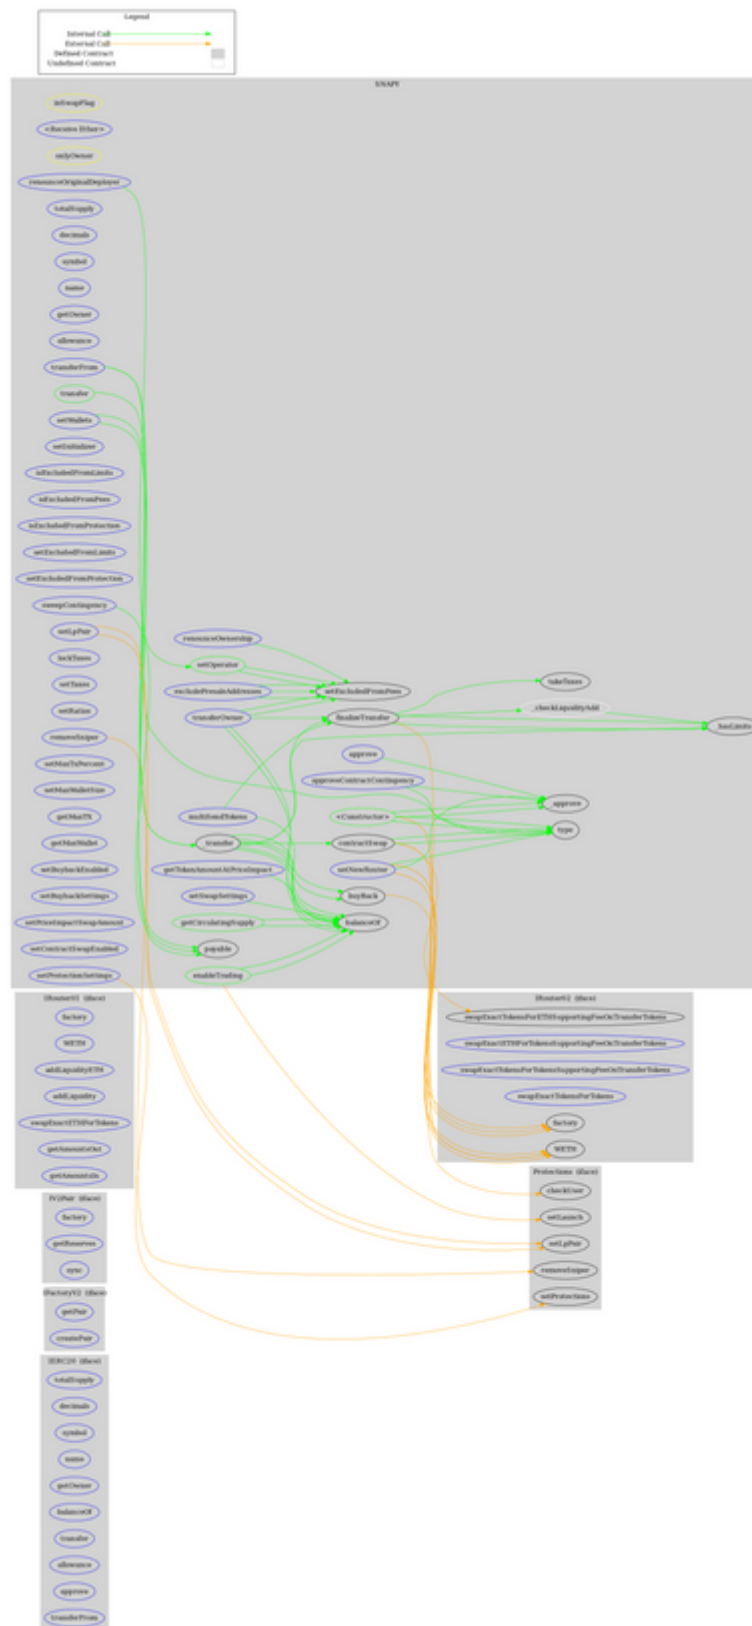 Legend
Internal Call
External Call
Defined Contract
Undefined Contract
inSwapFlag
<Receive Ether>
onlyOwner
renounceOriginalDeployer
totalSupply
decimals
symbol
name
getOwner
allowance
transferFrom
transfer
setWallets
setInitializer
isExcludedFromLimits
isExcludedFromFees
isExcludedFromProtection
setExcludedFromLimits
setExcludedFromProtection
sweepContingency
setLpPair
lockTaxes
setTaxes
setRatios
removeSniper
setMaxTxPercent
setMaxWalletSize
getMaxTX
getMaxWallet
setBuybackEnabled
setBuybackSettings
setPriceImpactSwapAmount
setContractSwapEnabled
setProtectionSettings
renounceOwnership
setOperator
excludePresaleAddresses
transferOwner
multiSendTokens
_transfer
getTokenAmountAtPriceImpact
setSwapSettings
getCirculatingSupply
payable
enableTrading
setExcludedFromFees
finalizeTransfer
approve
approveContractContingency
<Constructor>
contractSwap
setNewRouter
buyBack
balanceOf
takeTaxes
_checkLiquidityAdd
_hasLimits
_approve
type
IRouter01 (iface)
factory
WETH
addLiquidityETH
addLiquidity
swapExactETHForTokens
getAmountsOut
getAmountsIn
IRouter02 (iface)
swapExactTokensForETHSupportingFeeOnTransferTokens
swapExactETHForTokensSupportingFeeOnTransferTokens
swapExactTokensForTokensSupportingFeeOnTransferTokens
swapExactTokensForTokens
factory
WETH
Protections (iface)
checkUser
setLaunch
setLpPair
removeSniper
setProtections
IV2Pair (iface)
factory
getReserves
sync
IFactoryV2 (iface)
getPair
createPair
IERC20 (iface)
totalSupply
decimals
symbol
name
getOwner
balanceOf
transfer
allowance
approve
transferFrom